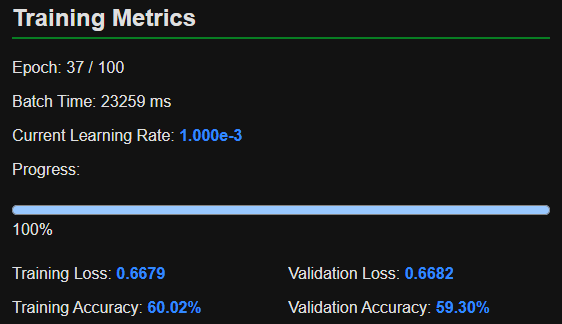 Training Metrics
Epoch: 37 / 100
Batch Time: 23259 ms
Current Learning Rate: 1.000e-3
Progress:
100%
Training Loss: 0.6679 Validation Loss: 0.6682
Training Accuracy: 60.02% Validation Accuracy: 59.30%